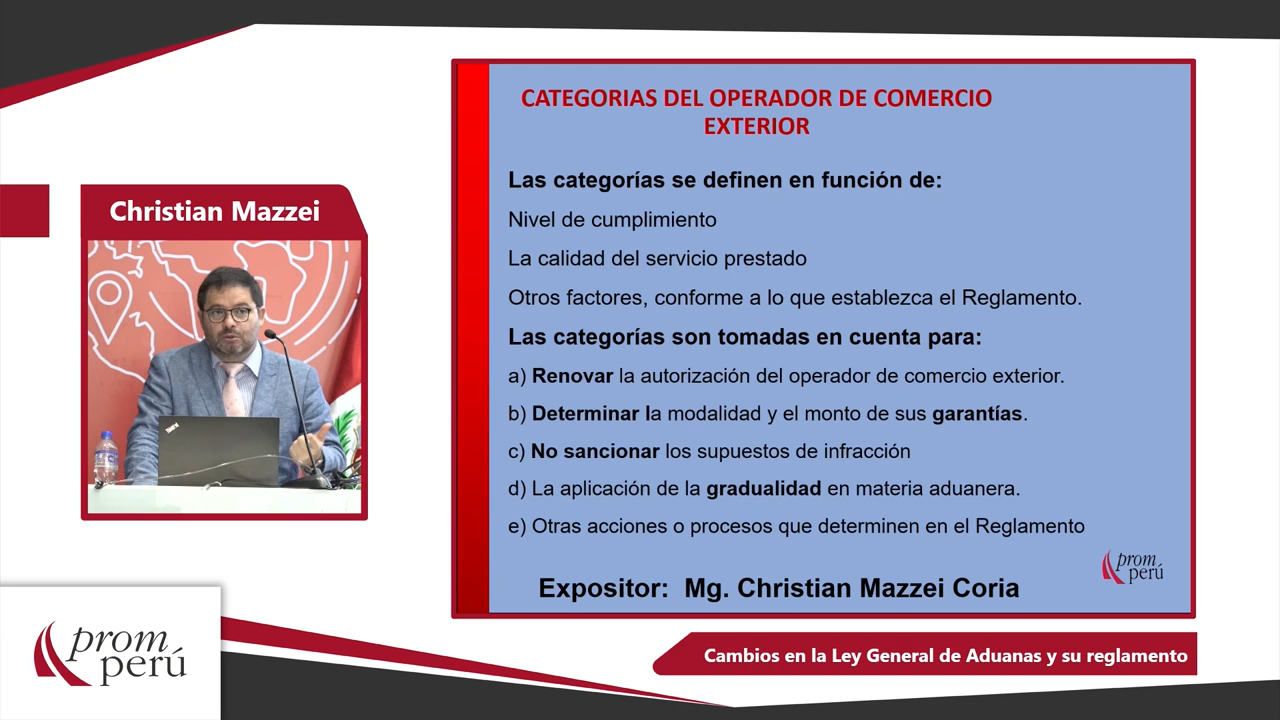 Christian Mazzei
CATEGORIAS DEL OPERADOR DE COMERCIO
EXTERIOR
Las categorías se definen en función de:
Nivel de cumplimiento
La calidad del servicio prestado
Otros factores, conforme a lo que establezca el Reglamento.
Las categorías son tomadas en cuenta para:
a) Renovar la autorización del operador de comercio exterior.
b) Determinar la modalidad y el monto de sus garantías.
c) No sancionar los supuestos de infracción
d) La aplicación de la gradualidad en materia aduanera.
e) Otras acciones o procesos que determinen en el Reglamento
prom
perú
Expositor: Mg. Christian Mazzei Coria
prom
perú
Cambios en la Ley General de Aduanas y su reglamento